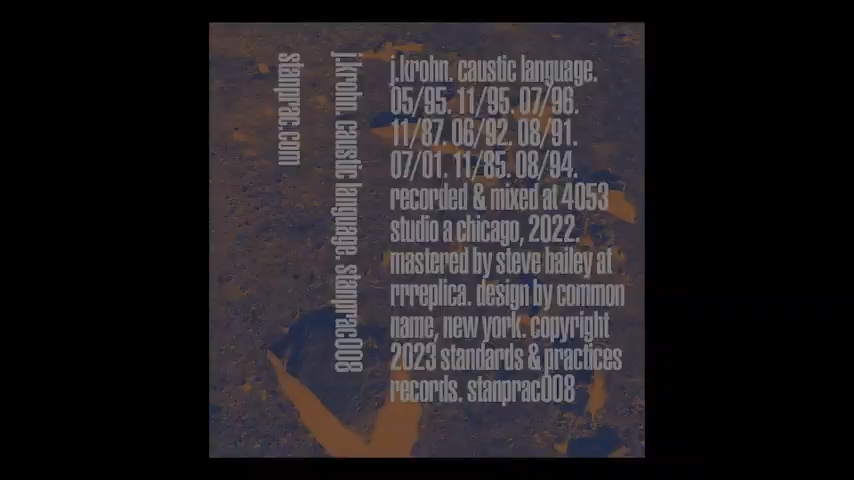 stanprac.com
j.krohn. caustic language. stanprac008
j.krohn. caustic language.
05/95. 11/95. 07/96.
11/87. 06/92. 08/91.
07/01. 11/85. 08/94.
recorded & mixed at 4053
studio a chicago, 2022.
mastered by steve bailey at
rrreplica. design by common
name, new york. copyright
2023 standards & practices
records. stanprac008